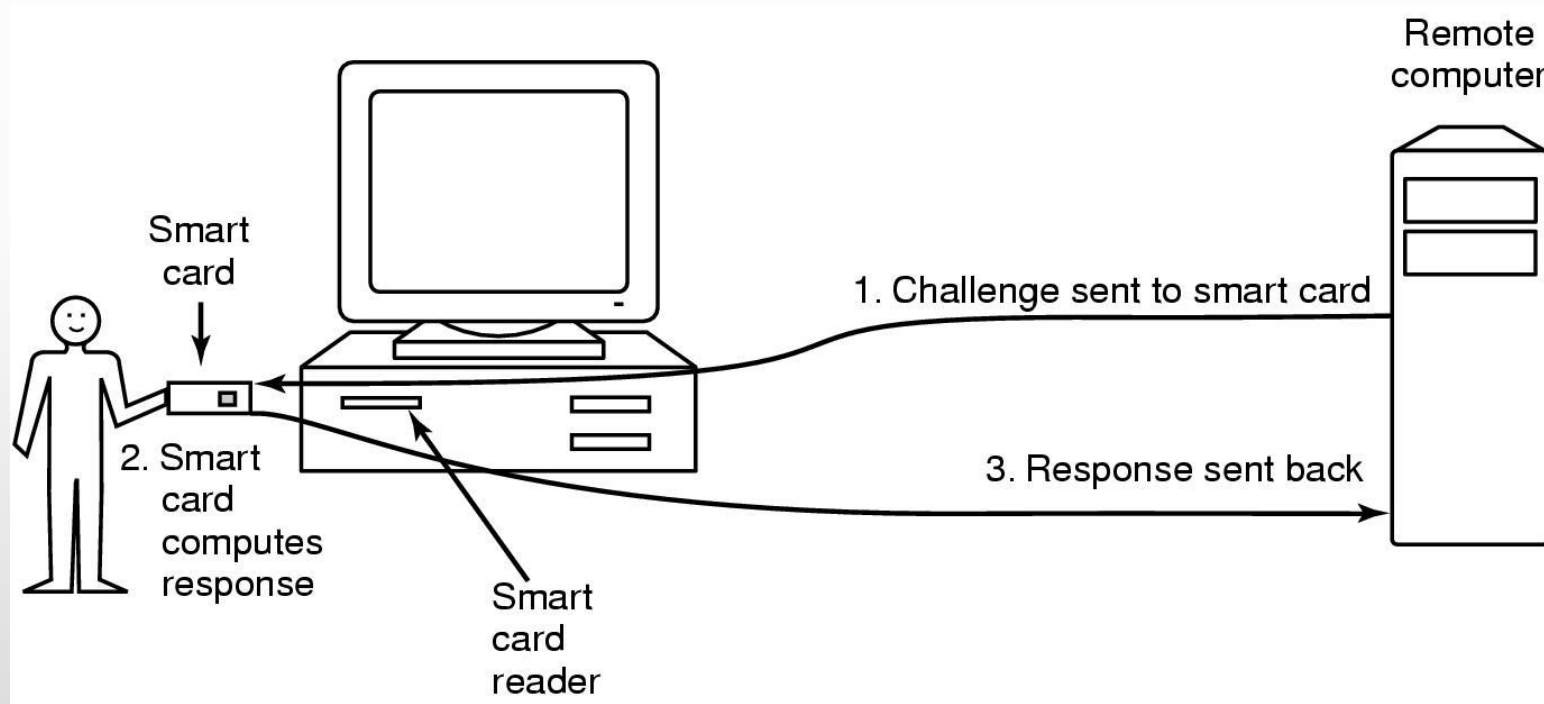 Remote
computer
Smart
card
1. Challenge sent to smart card
2. Smart
card
computes
response
3. Response sent back
Smart
card
reader